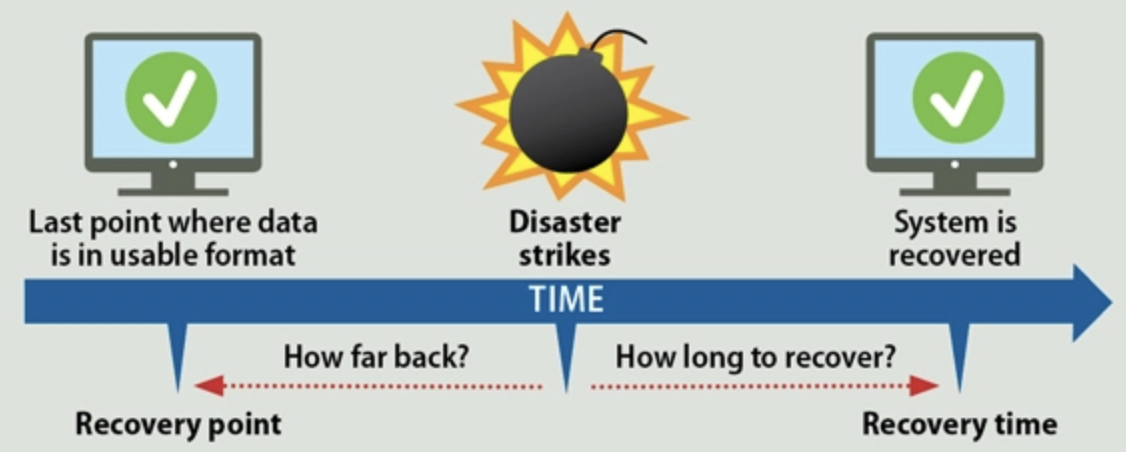 Last point where data
is in usable format
Disaster
strikes
System is
recovered
TIME
How far back?
How long to recover?
Recovery point
Recovery time